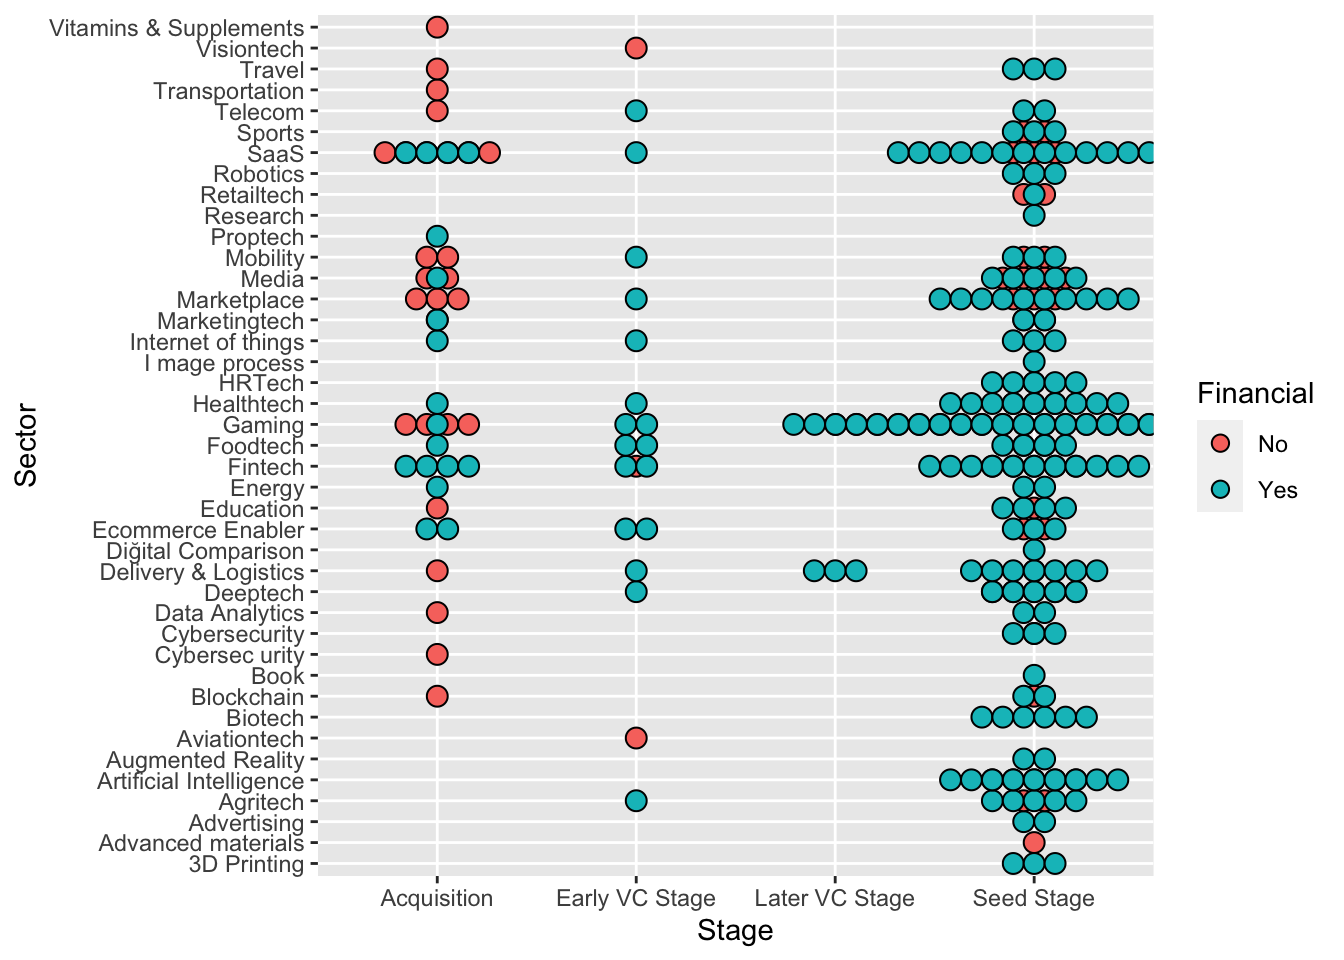 Vitamins & Supplements
Visiontech
Travel
Transportation
Telecom
Sports
SaaS
Robotics
Retailtech
Research
Proptech
Mobility
Media
Marketplace
Marketingtech
Internet of things
I mage process
HRTech
Healthtech
Gaming
Foodtech
Fintech
Energy
Education
Ecommerce Enabler
Digital Comparison
Delivery & Logistics
Deeptech
Data Analytics
Cybersecurity
Cybersec urity
Book
Blockchain
Biotech
Aviationtech
Augmented Reality
Artificial Intelligence
Agritech
Advertising
Advanced materials
3D Printing
Sector
Acquisition
Early VC Stage
Later VC Stage
Seed Stage
Stage
Financial
No
Yes